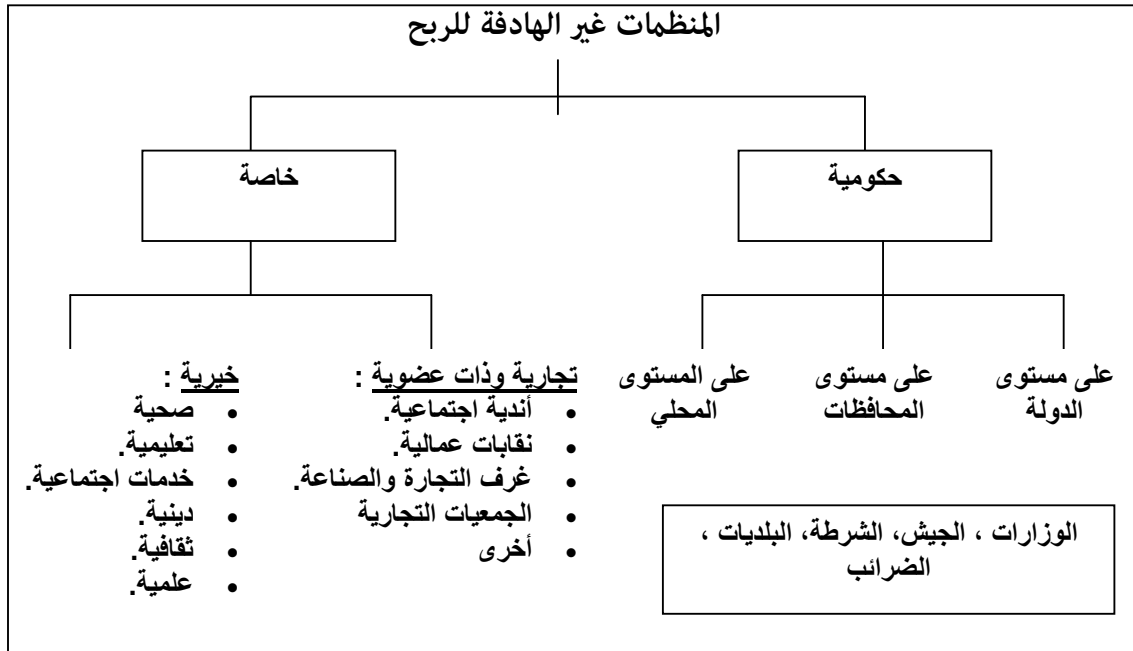 المنظمات غير الهادفة للربح
حكومية
خاصة
على مستوى
الدولة
على مستوى
المحافظات
على المستوى
المحلي
الوزارات ، الجيش، الشرطة، البلديات ،
الضرائب
تجارية وذات عضوية :
• أندية اجتماعية.
• نقابات عمالية.
• غرف التجارة والصناعة.
• الجمعيات التجارية
• أخرى
خيرية :
• صحية
• تعليمية.
• خدمات اجتماعية.
• دينية.
• ثقافية.
• علمية.